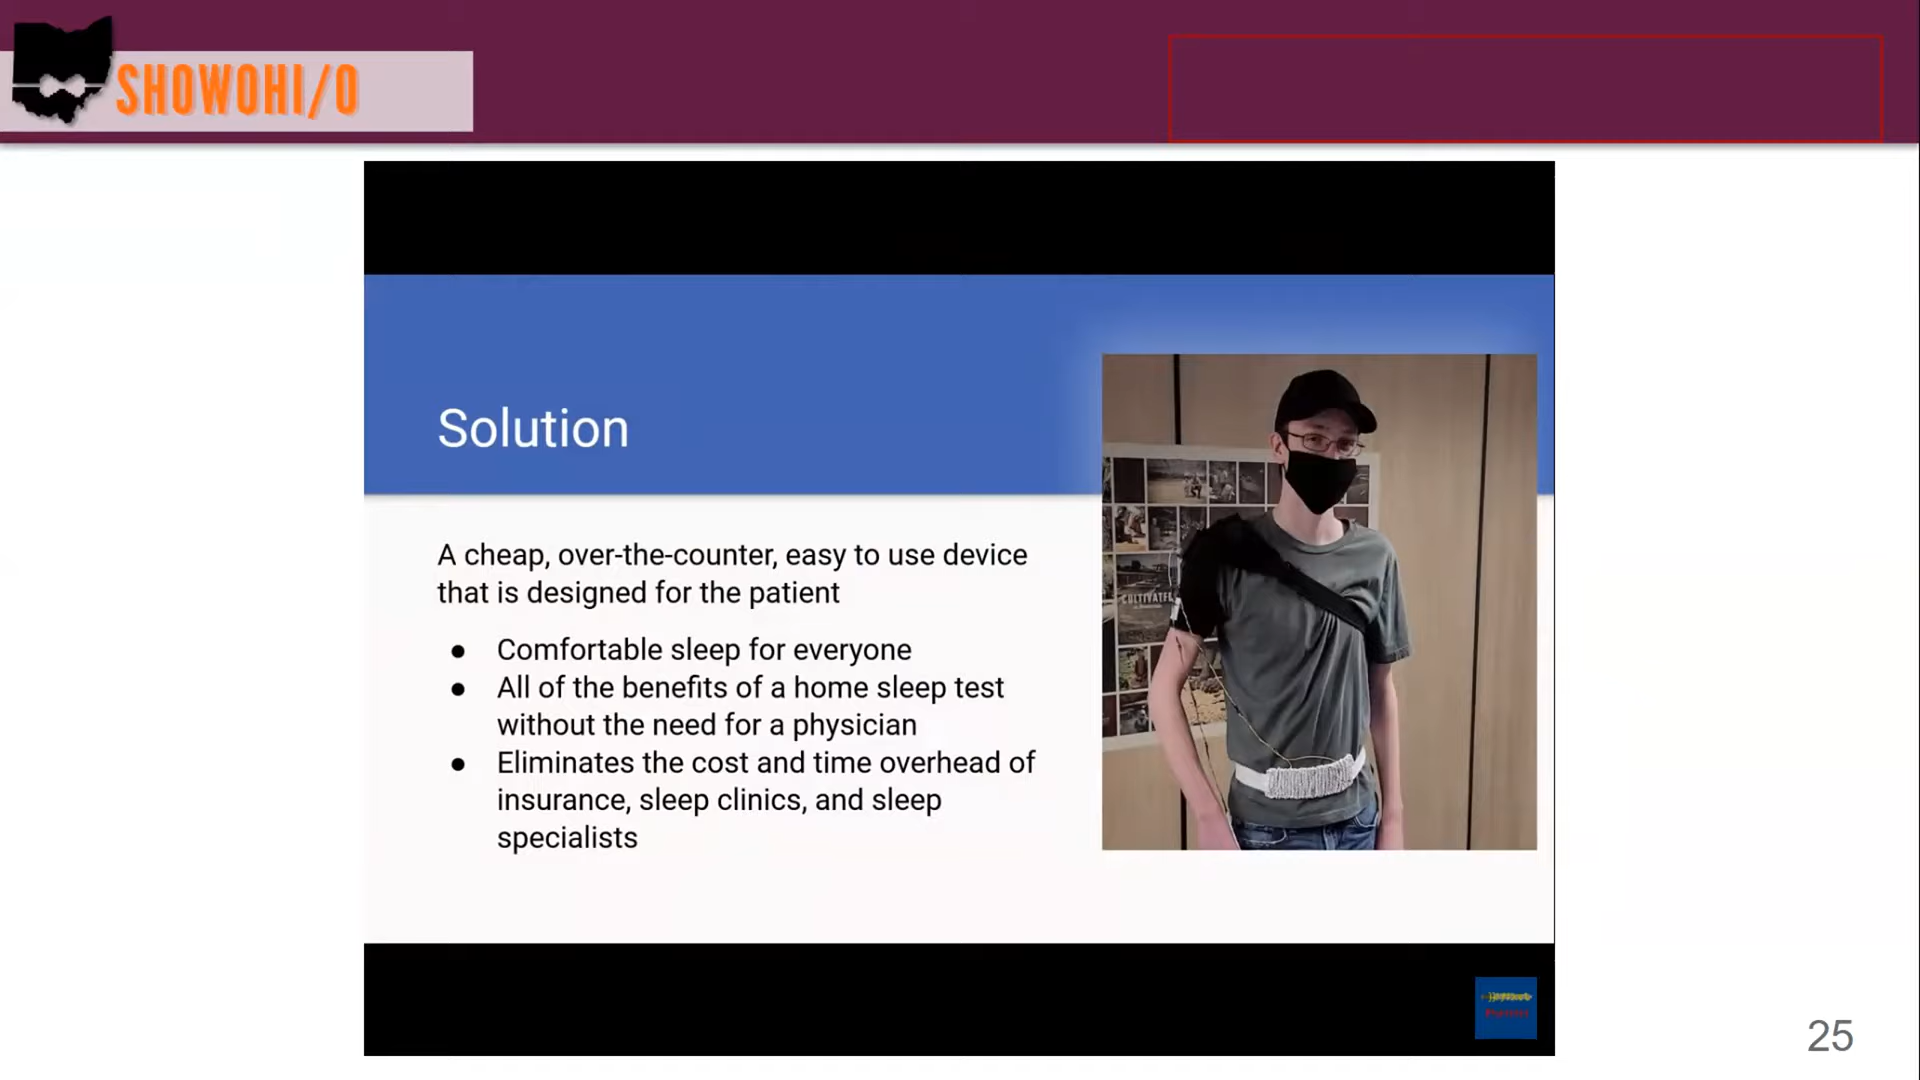 SHOWOHI/O
Solution
A cheap, over-the-counter, easy to use device
that is designed for the patient
● Comfortable sleep for everyone
● All of the benefits of a home sleep test
without the need for a physician
● Eliminates the cost and time overhead of
insurance, sleep clinics, and sleep
specialists
25